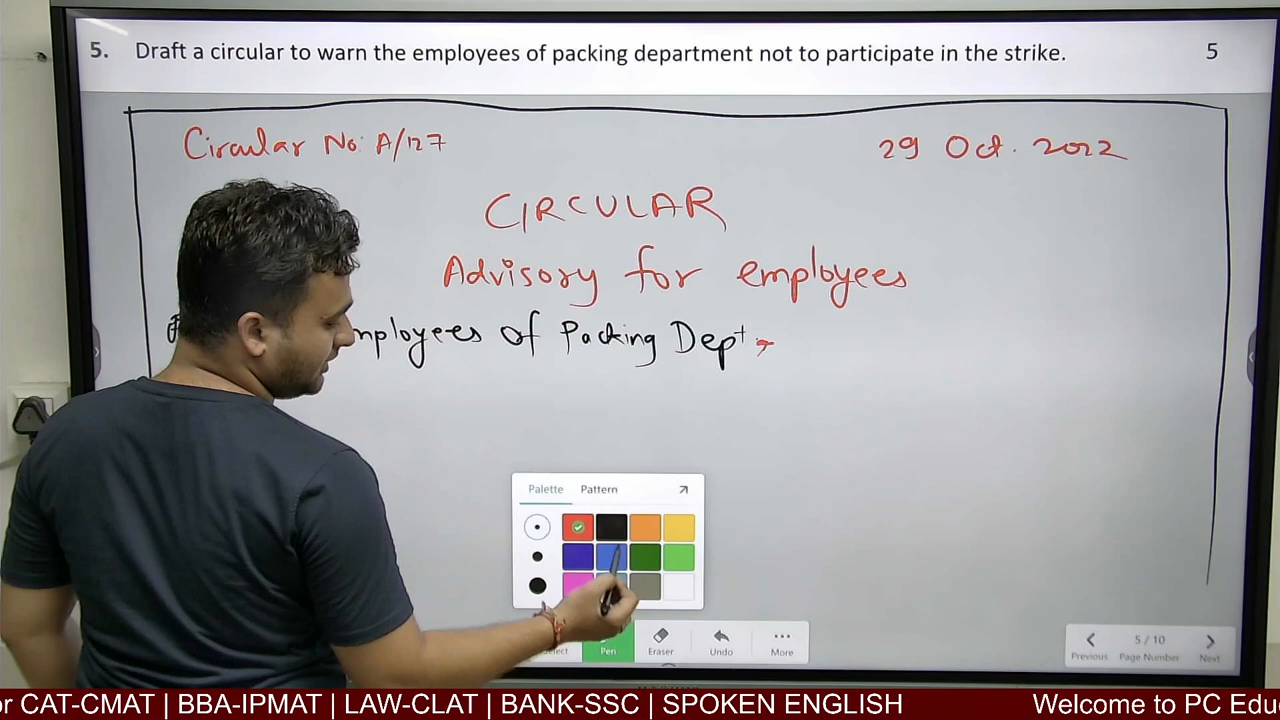 5. Draft a circular to warn the employees of packing department not to participate in the strike. 5
Circular No: A/127 29 Oct. 2022
CIRCULAR
Advisory for employees
of Packing Dept,
Palette Pattern
Pen Eraser Undo More
5 / 10
Previous Page Number Next
CAT-CMAT | BBA-IPMAT | LAW-CLAT | BANK-SSC | SPOKEN ENGLISH Welcome to PC